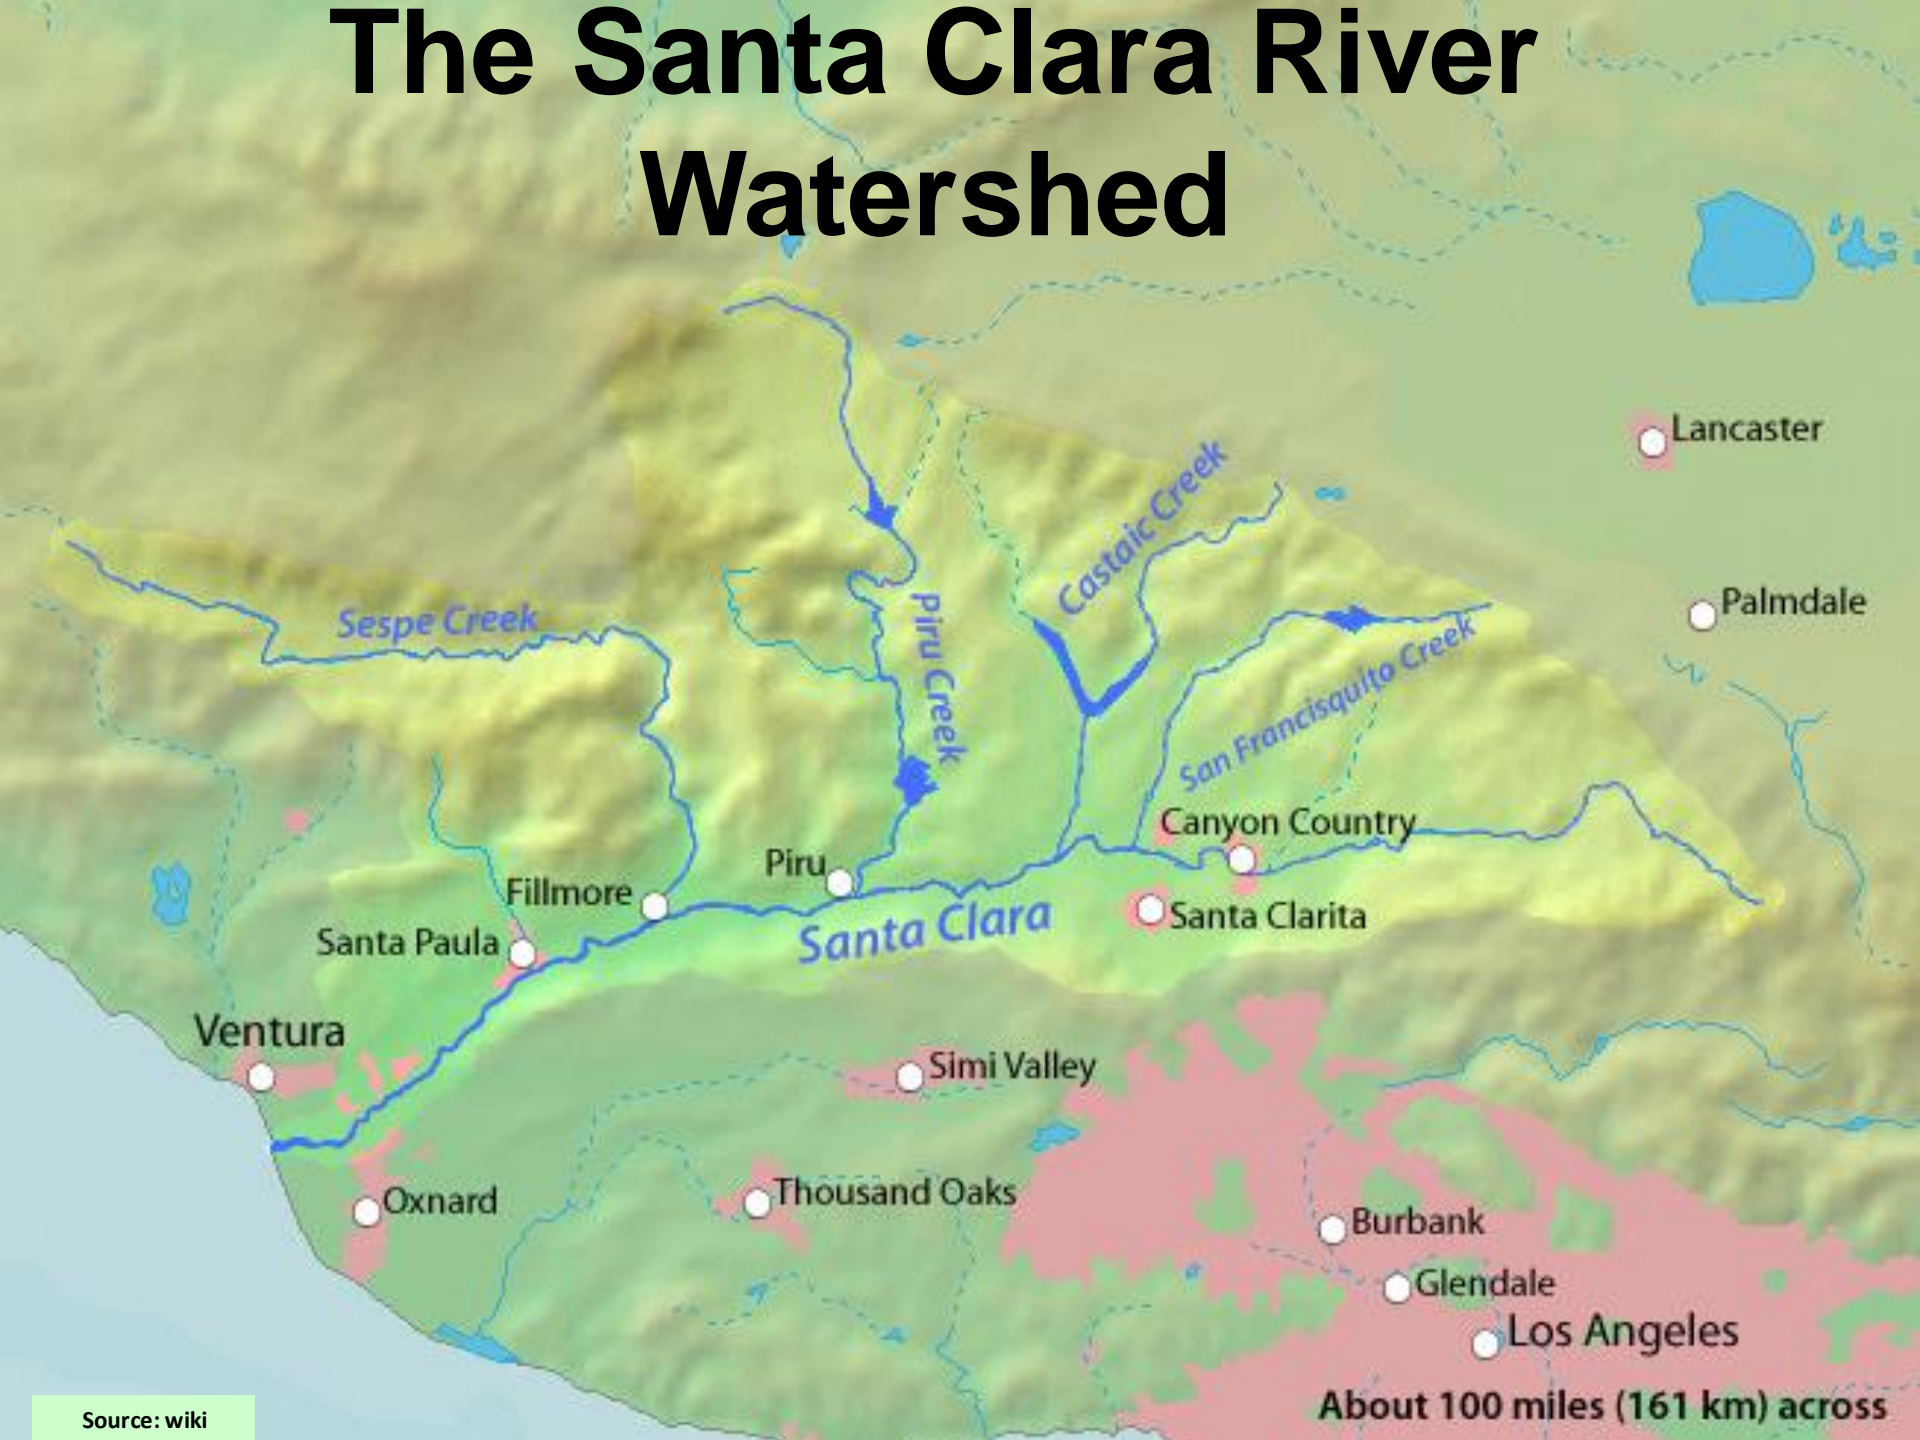 The Santa Clara River
Watershed
Lancaster
Castaic Creek
Palmdale
Sespe Creek
Piru Creek
San Francisquito Creek
Canyon Country
Piru
Fillmore
Santa Clara
Santa Clarita
Santa Paula
Ventura
Simi Valley
Thousand Oaks
Oxnard
Burbank
Glendale
Los Angeles
About 100 miles (161 km) across
Source: wiki